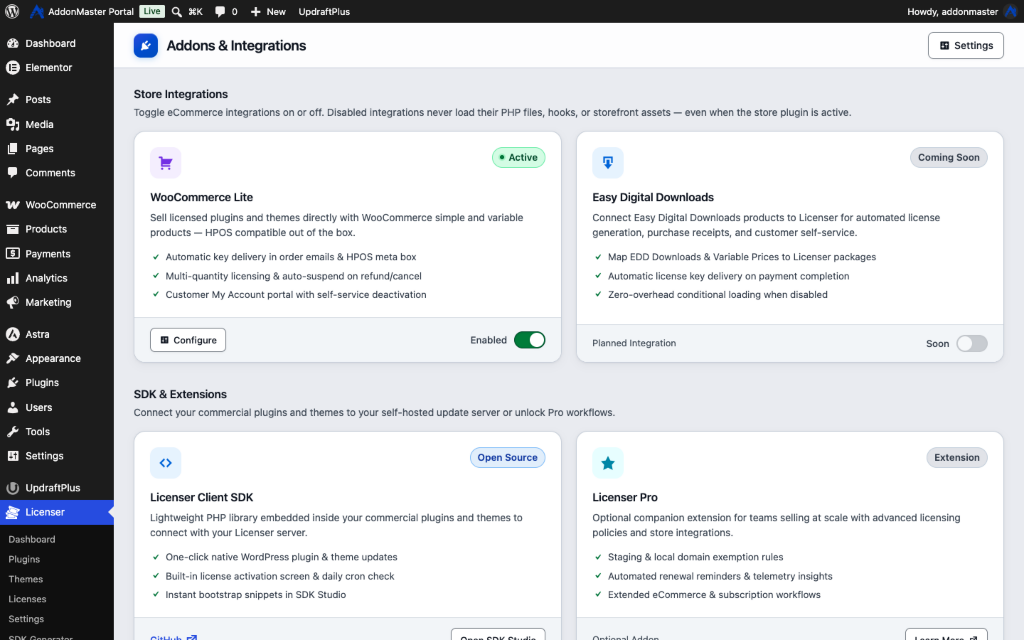 AddonMaster Portal Live ⌘K 0 New UpdraftPlus
Howdy, addonmaster
Dashboard
Elementor
Posts
Media
Pages
Comments
WooCommerce
Products
Payments
Analytics
Marketing
Astra
Appearance
Plugins
Users
Tools
Settings
UpdraftPlus
Licenser
Dashboard
Plugins
Themes
Licenses
Settings
SDK Generator
Addons & Integrations
Settings
Store Integrations
Toggle eCommerce integrations on or off. Disabled integrations never load their PHP files, hooks, or storefront assets — even when the store plugin is active.
Active
WooCommerce Lite
Sell licensed plugins and themes directly with WooCommerce simple and variable
products — HPOS compatible out of the box.
Automatic key delivery in order emails & HPOS meta box
Multi-quantity licensing & auto-suspend on refund/cancel
Customer My Account portal with self-service deactivation
Configure
Enabled
Coming Soon
Easy Digital Downloads
Connect Easy Digital Downloads products to Licenser for automated license
generation, purchase receipts, and customer self-service.
Map EDD Downloads & Variable Prices to Licenser packages
Automatic license key delivery on payment completion
Zero-overhead conditional loading when disabled
Planned Integration
Soon
SDK & Extensions
Connect your commercial plugins and themes to your self-hosted update server or unlock Pro workflows.
Open Source
Licenser Client SDK
Lightweight PHP library embedded inside your commercial plugins and themes to
connect with your Licenser server.
One-click native WordPress plugin & theme updates
Built-in license activation screen & daily cron check
Instant bootstrap snippets in SDK Studio
GitHub
Open SDK Studio
Extension
Licenser Pro
Optional companion extension for teams selling at scale with advanced licensing
policies and store integrations.
Staging & local domain exemption rules
Automated renewal reminders & telemetry insights
Extended eCommerce & subscription workflows
Optional Addon
Learn More